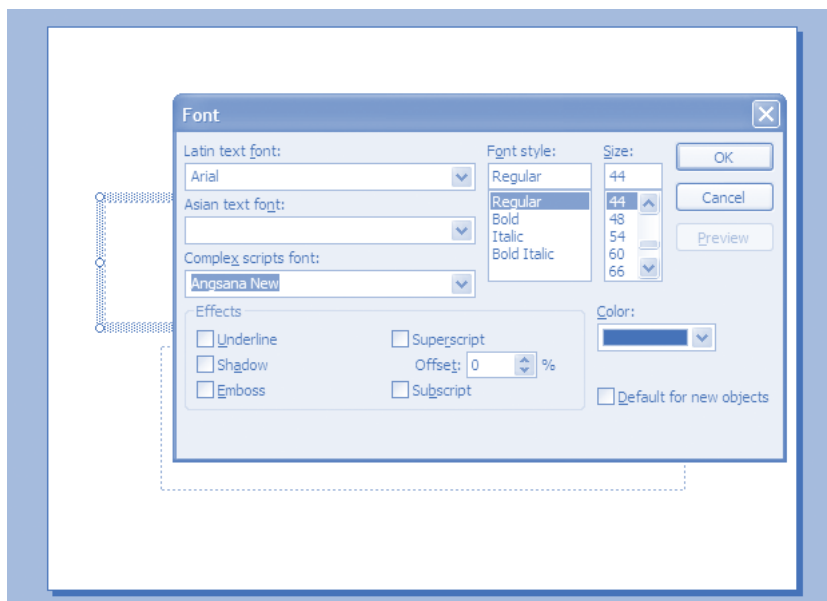 Font
Latin text font:
Arial
Asian text font:
Complex scripts font:
Angsana New
Font style:
Regular
Regular
Bold
Italic
Bold Italic
Size:
44
44
48
54
60
66
OK
Cancel
Preview
Effects
Underline
Shadow
Emboss
Superscript
Offset: 0 %
Subscript
Color:
Default for new objects